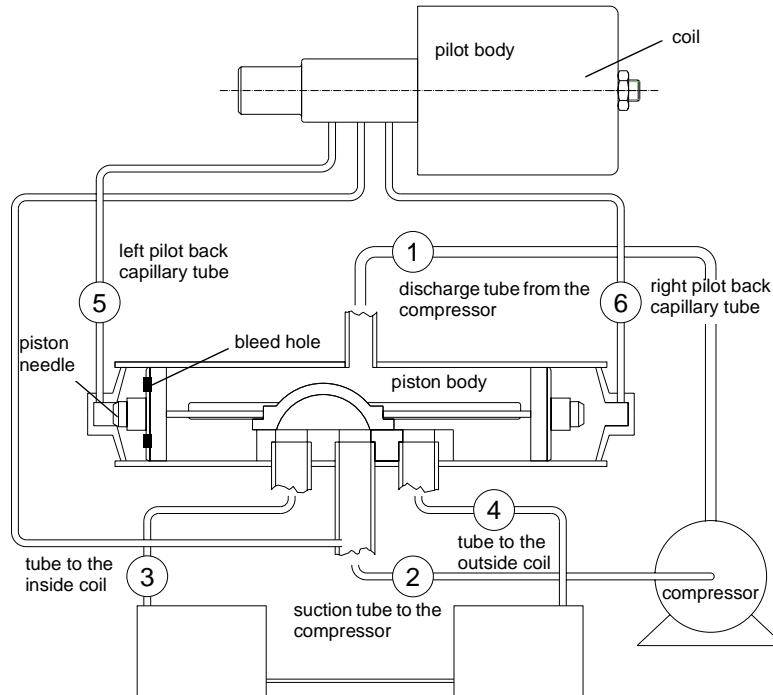 pilot body
coil
left pilot back
capillary tube
1
discharge tube from the
compressor
right pilot back
capillary tube
5
6
piston
needle
bleed hole
piston body
4
tube to the
outside coil
tube to the
inside coil
3
2
suction tube to the
compressor
compressor